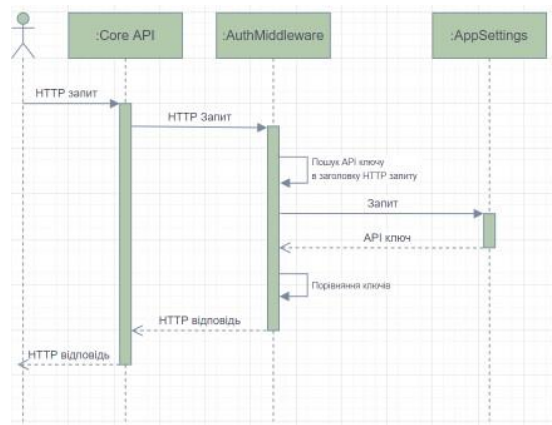 :Core API
:AuthMiddleware
:AppSettings
HTTP запит
HTTP Запит
Пошук API ключу
в заголовку HTTP запиту
Запит
API ключ
Порівняння ключів
HTTP відповідь
HTTP відповідь